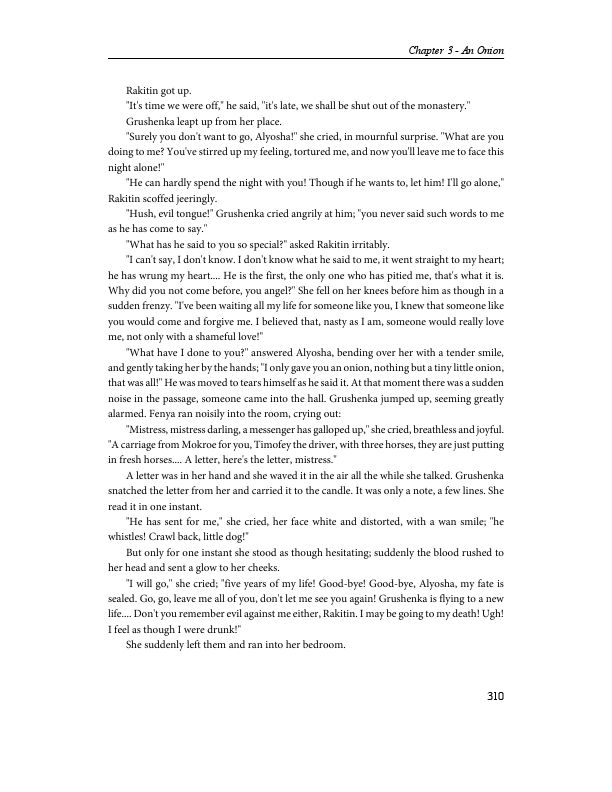 Chapter 3 - An Onion
Rakitin got up.
"It's time we were off," he said, "it's late, we shall be shut out of the monastery."
Grushenka leapt up from her place.
"Surely you don't want to go, Alyosha!" she cried, in mournful surprise. "What are you
doing to me? You've stirred up my feeling, tortured me, and now you'll leave me to face this
night alone!"
"He can hardly spend the night with you! Though if he wants to, let him! I'll go alone,"
Rakitin scoffed jeeringly.
"Hush, evil tongue!" Grushenka cried angrily at him; "you never said such words to me
as he has come to say."
"What has he said to you so special?" asked Rakitin irritably.
"I can't say, I don't know. I don't know what he said to me, it went straight to my heart;
he has wrung my heart.... He is the first, the only one who has pitied me, that's what it is.
Why did you not come before, you angel?" She fell on her knees before him as though in a
sudden frenzy. "I've been waiting all my life for someone like you, I knew that someone like
you would come and forgive me. I believed that, nasty as I am, someone would really love
me, not only with a shameful love!"
"What have I done to you?" answered Alyosha, bending over her with a tender smile,
and gently taking her by the hands; "I only gave you an onion, nothing but a tiny little onion,
that was all!" He was moved to tears himself as he said it. At that moment there was a sudden
noise in the passage, someone came into the hall. Grushenka jumped up, seeming greatly
alarmed. Fenya ran noisily into the room, crying out:
"Mistress, mistress darling, a messenger has galloped up," she cried, breathless and joyful.
"A carriage from Mokroe for you, Timofey the driver, with three horses, they are just putting
in fresh horses.... A letter, here's the letter, mistress."
A letter was in her hand and she waved it in the air all the while she talked. Grushenka
snatched the letter from her and carried it to the candle. It was only a note, a few lines. She
read it in one instant.
"He has sent for me," she cried, her face white and distorted, with a wan smile; "he
whistles! Crawl back, little dog!"
But only for one instant she stood as though hesitating; suddenly the blood rushed to
her head and sent a glow to her cheeks.
"I will go," she cried; "five years of my life! Good-bye! Good-bye, Alyosha, my fate is
sealed. Go, go, leave me all of you, don't let me see you again! Grushenka is flying to a new
life.... Don't you remember evil against me either, Rakitin. I may be going to my death! Ugh!
I feel as though I were drunk!"
She suddenly left them and ran into her bedroom.
310